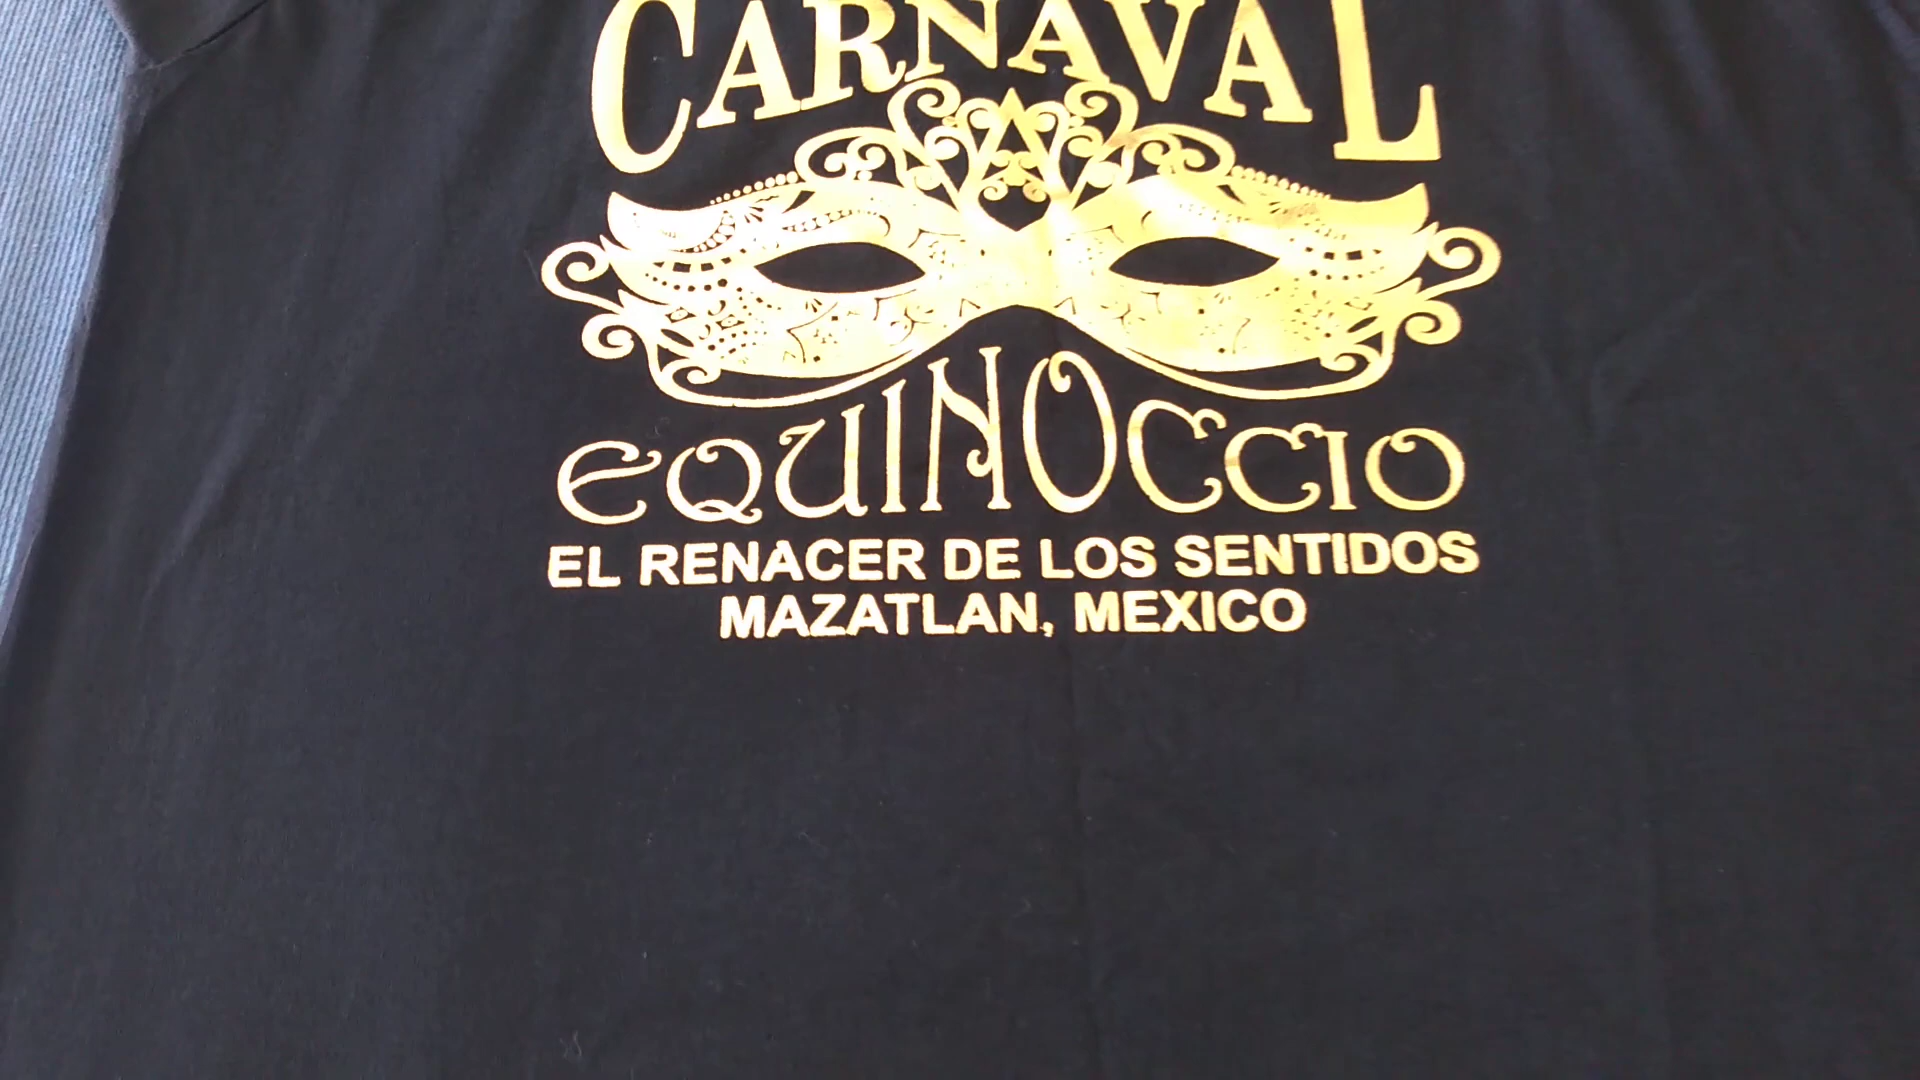 CARNAVAL
EQUINOCCIO
EL RENACER DE LOS SENTIDOS
MAZATLAN, MEXICO